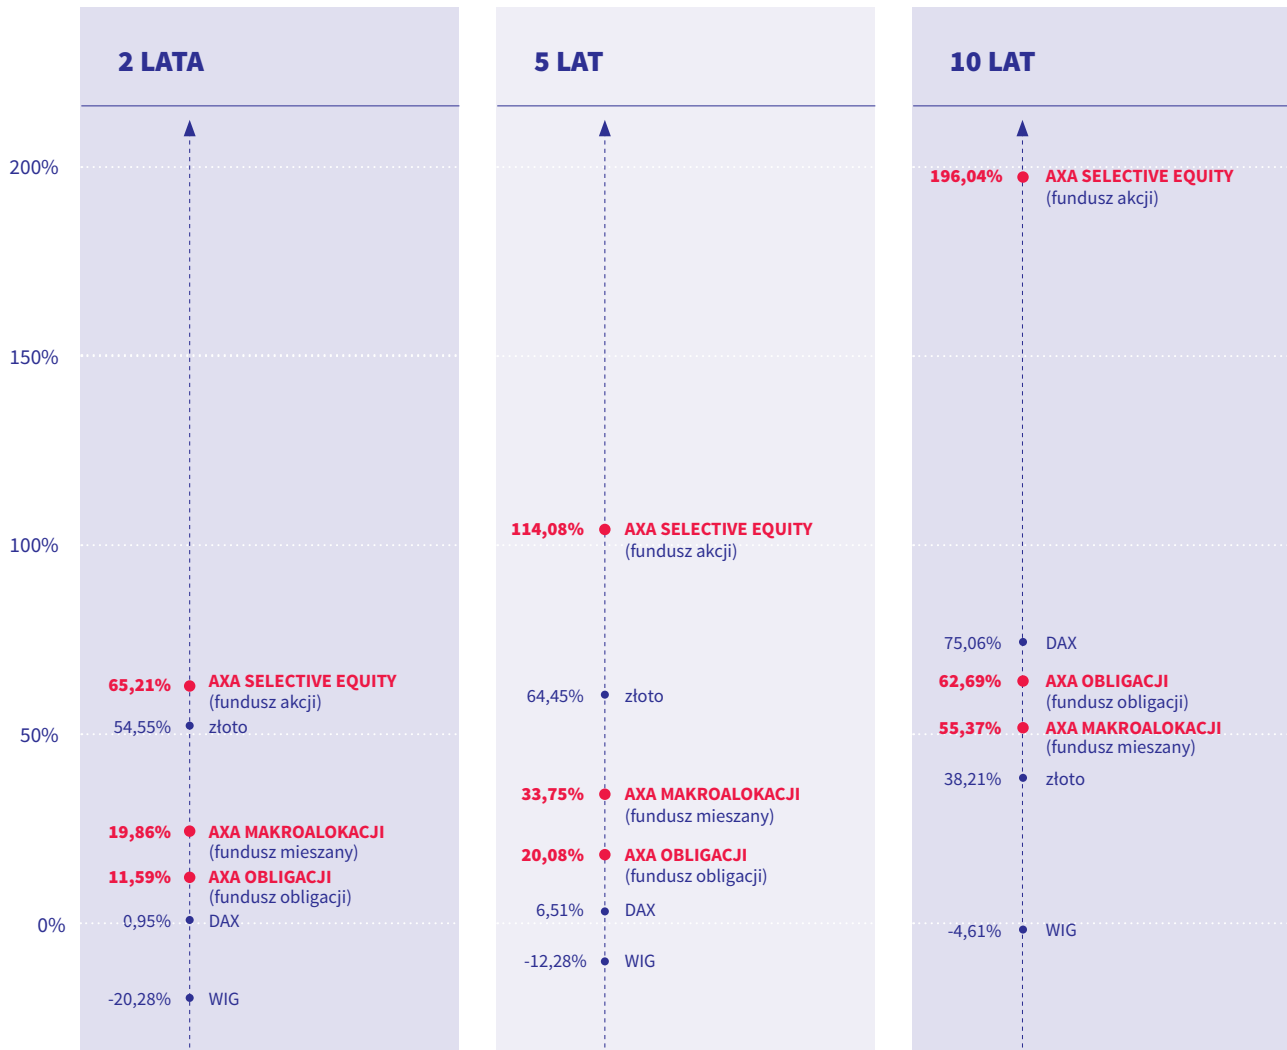 2 LATA
5 LAT
10 LAT
200%
150%
100%
50%
0%
65,21%
AXA SELECTIVE EQUITY
(fundusz akcji)
54,55%
złoto
19,86%
AXA MAKROALOKACJI
(fundusz mieszany)
11,59%
AXA OBLIGACJI
(fundusz obligacji)
0,95%
DAX
-20,28%
WIG
114,08%
AXA SELECTIVE EQUITY
(fundusz akcji)
64,45%
złoto
33,75%
AXA MAKROALOKACJI
(fundusz mieszany)
20,08%
AXA OBLIGACJI
(fundusz obligacji)
6,51%
DAX
-12,28%
WIG
196,04%
AXA SELECTIVE EQUITY
(fundusz akcji)
75,06%
DAX
62,69%
AXA OBLIGACJI
(fundusz obligacji)
55,37%
AXA MAKROALOKACJI
(fundusz mieszany)
38,21%
złoto
-4,61%
WIG